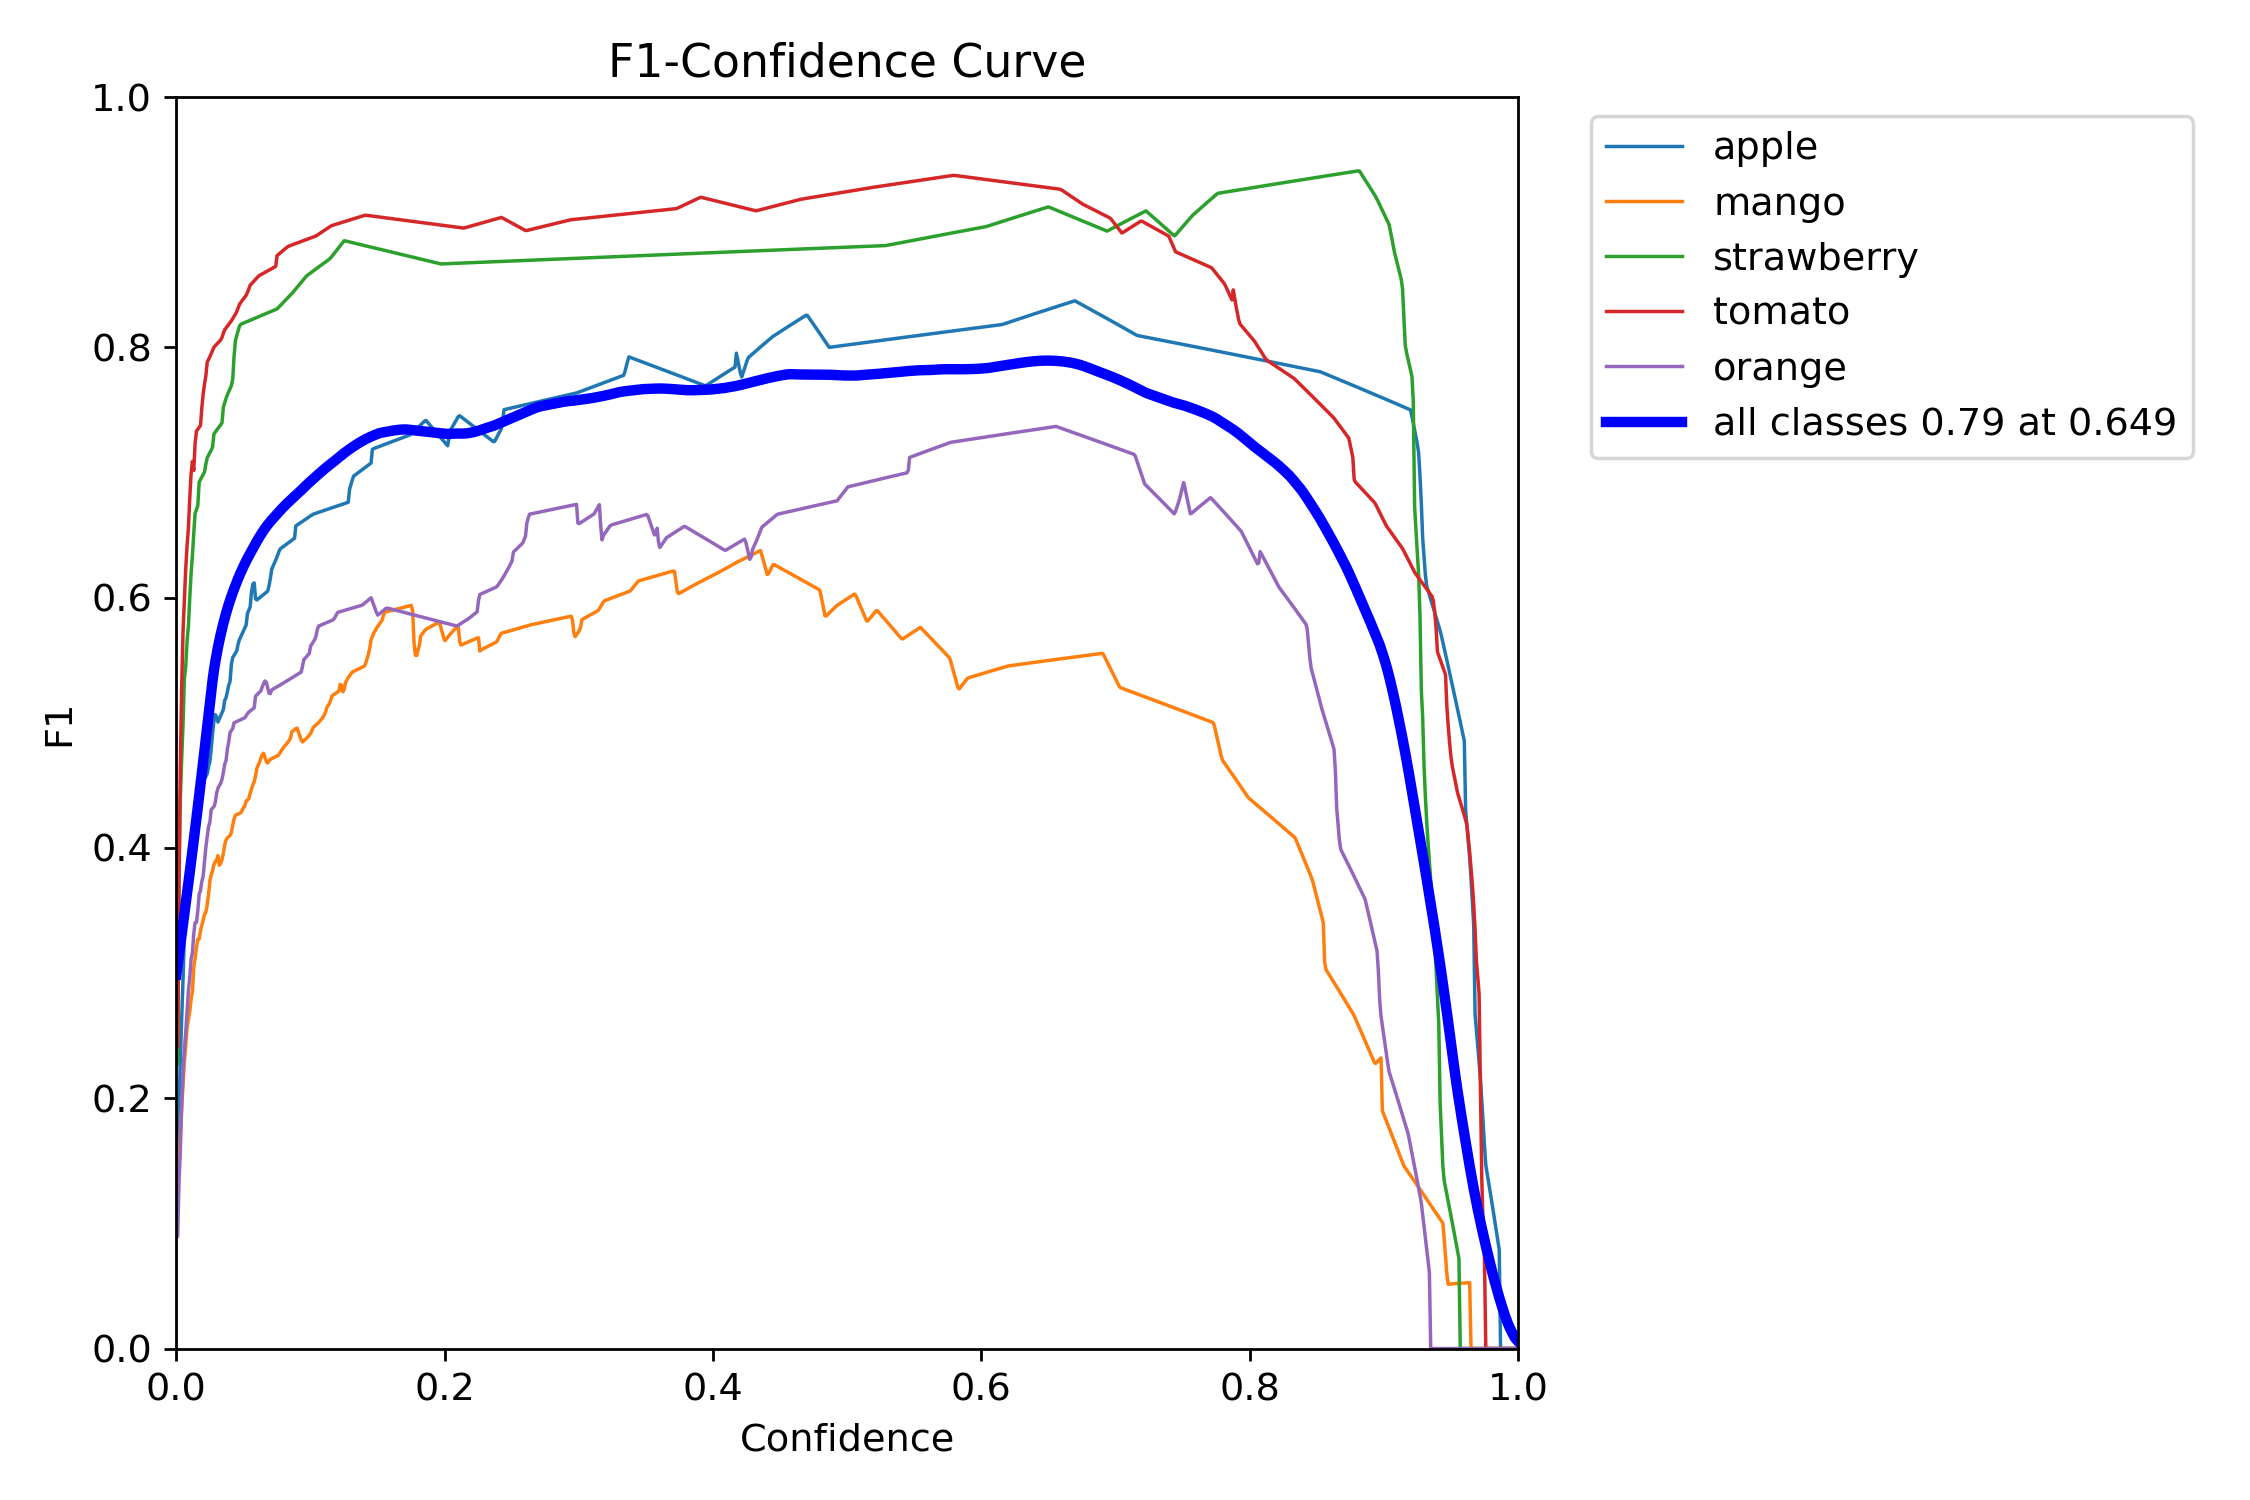 F1-Confidence Curve
1.0
0.8
0.6
0.4
0.2
0.0
F1
0.0 0.2 0.4 0.6 0.8 1.0
Confidence
apple
mango
strawberry
tomato
orange
all classes 0.79 at 0.649